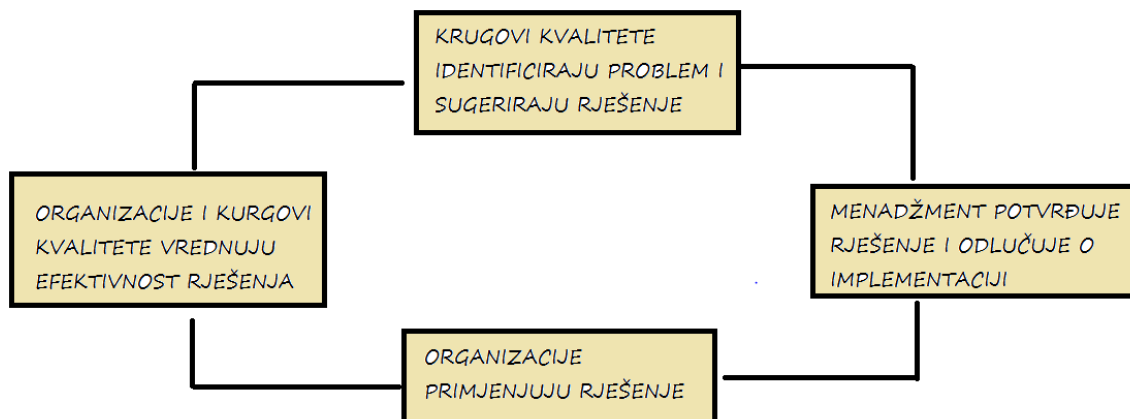 KRUGOVI KVALITETE
IDENTIFICIRAJU PROBLEM I
SUGERIRAJU RJEŠENJE
ORGANIZACIJE I KURGOVI
KVALITETE VREDNUJU
EFEKTIVNOST RJEŠENJA
MENADŽMENT POTVRĐUJE
RJEŠENJE I ODLUČUJE O
IMPLEMENTACIJI
ORGANIZACIJE
PRIMJENJUJU RJEŠENJE